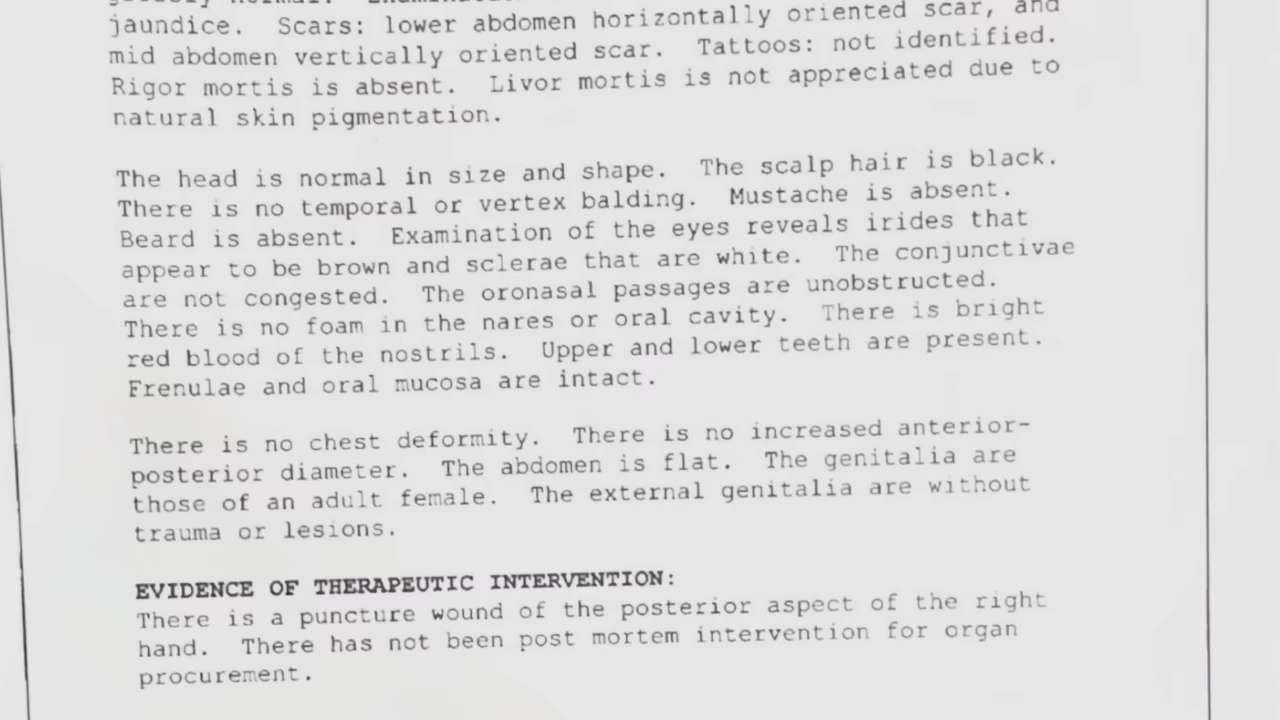 jaundice.  Scars: lower abdomen horizontally oriented scar, and
mid abdomen vertically oriented scar.  Tattoos: not identified.
Rigor mortis is absent.  Livor mortis is not appreciated due to
natural skin pigmentation.
The head is normal in size and shape.  The scalp hair is black.
There is no temporal or vertex balding.  Mustache is absent.
Beard is absent.  Examination of the eyes reveals irides that
appear to be brown and sclerae that are white.  The conjunctivae
are not congested.  The oronasal passages are unobstructed.
There is no foam in the nares or oral cavity.  There is bright
red blood of the nostrils.  Upper and lower teeth are present.
Frenulae and oral mucosa are intact.
There is no chest deformity.  There is no increased anterior-
posterior diameter.  The abdomen is flat.  The genitalia are
those of an adult female.  The external genitalia are without
trauma or lesions.
EVIDENCE OF THERAPEUTIC INTERVENTION:
There is a puncture wound of the posterior aspect of the right
hand.  There has not been post mortem intervention for organ
procurement.